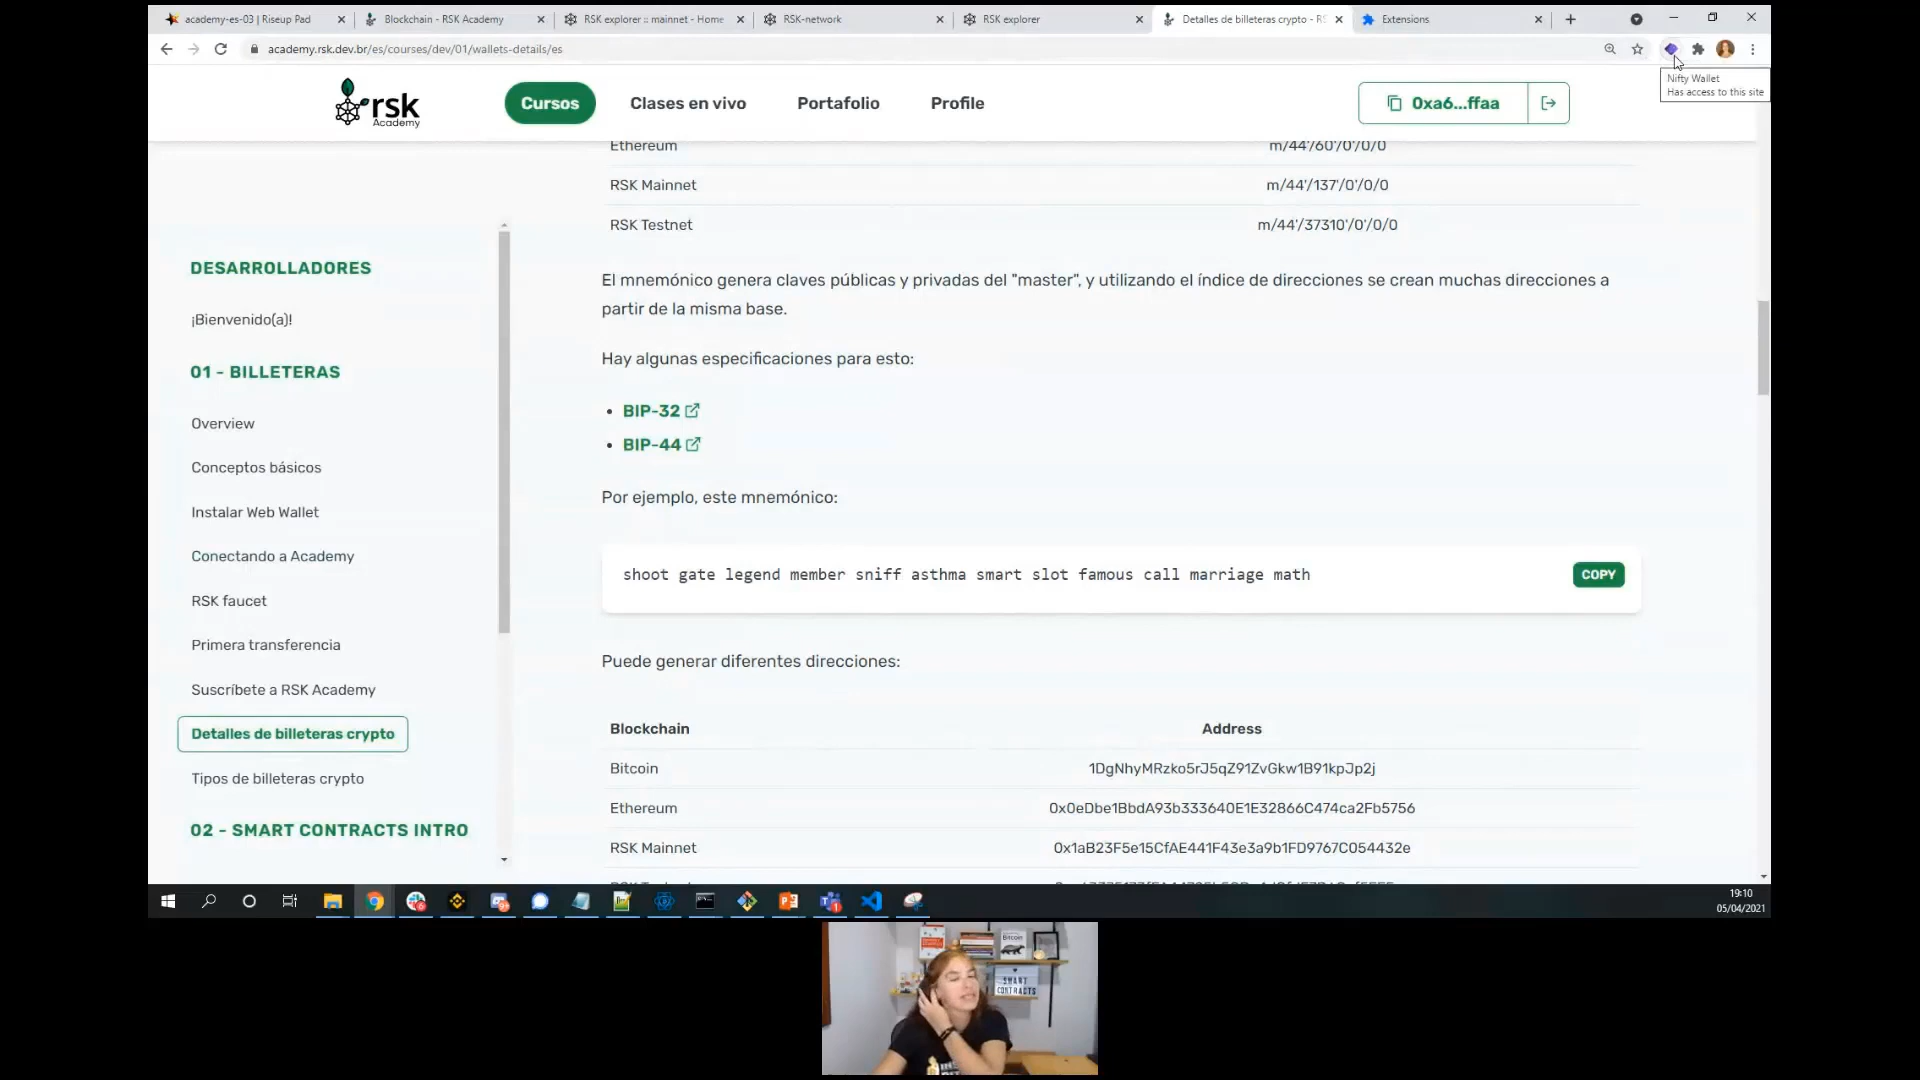 academy-es-03 | Riseup Pad
Blockchain - RSK Academy
RSK explorer :: mainnet - Home
RSK-network
RSK explorer
Detalles de billeteras crypto - RS
Extensions
academy.rsk.dev.br/es/courses/dev/01/wallets-details/es
Nifty Wallet
Has access to this site
rsk
Academy
Cursos
Clases en vivo
Portafolio
Profile
0xa6...ffaa
Ethereum m/44'/60'/0'/0/0
RSK Mainnet m/44'/137'/0'/0/0
RSK Testnet m/44'/37310'/0'/0/0
DESARROLLADORES
¡Bienvenido(a)!
01 - BILLETERAS
Overview
Conceptos básicos
Instalar Web Wallet
Conectando a Academy
RSK faucet
Primera transferencia
Suscríbete a RSK Academy
Detalles de billeteras crypto
Tipos de billeteras crypto
02 - SMART CONTRACTS INTRO
El mnemónico genera claves públicas y privadas del "master", y utilizando el índice de direcciones se crean muchas direcciones a
partir de la misma base.
Hay algunas especificaciones para esto:
• BIP-32
• BIP-44
Por ejemplo, este mnemónico:
shoot gate legend member sniff asthma smart slot famous call marriage math
COPY
Puede generar diferentes direcciones:
Blockchain Address
Bitcoin 1DgNhyMRzko5rJ5qZ91ZvGkw1B91kpJp2j
Ethereum 0x0eDbe1BbdA93b333640E1E32866C474ca2Fb5756
RSK Mainnet 0x1aB23F5e15CfAE441F43e3a9b1FD9767C054432e
19:10
05/04/2021
Bitcoin
SMART
CONTRACTS